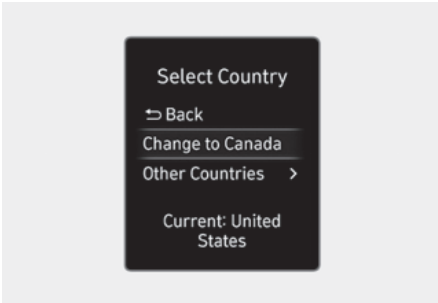 Select Country
Back
Change to Canada
Other Countries
Current: United
States